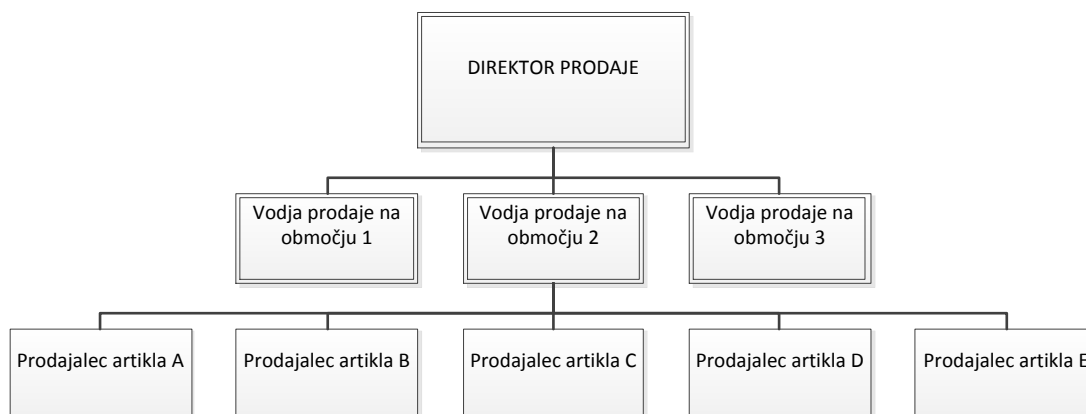 DIREKTOR PRODAJE
Vodja prodaje na
območju 1
Vodja prodaje na
območju 2
Vodja prodaje na
območju 3
Prodajalec artikla A
Prodajalec artikla B
Prodajalec artikla C
Prodajalec artikla D
Prodajalec artikla E